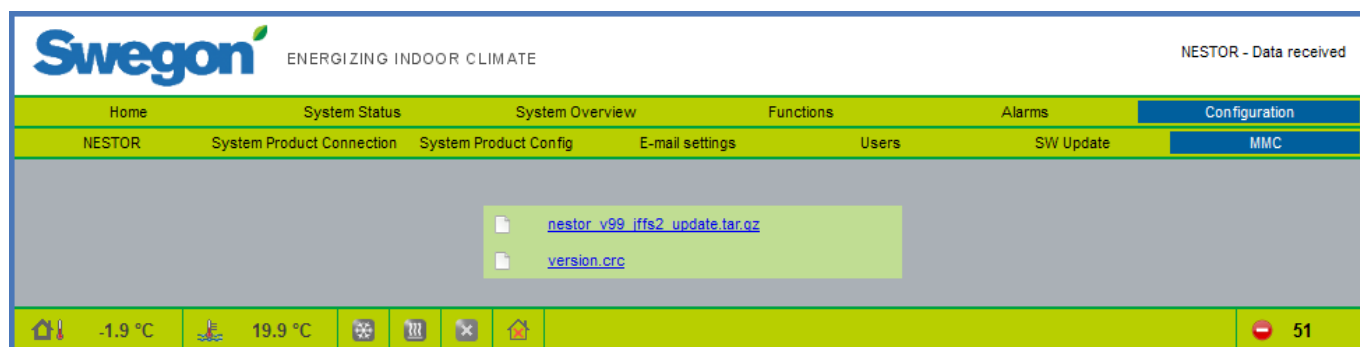 Swegon
ENERGIZING INDOOR CLIMATE
NESTOR - Data received
Home System Status System Overview Functions Alarms Configuration
NESTOR System Product Connection System Product Config E-mail settings Users SW Update MMC
nestor_v99_jffs2_update.tar.gz
version.crc
-1.9 °C 19.9 °C 51